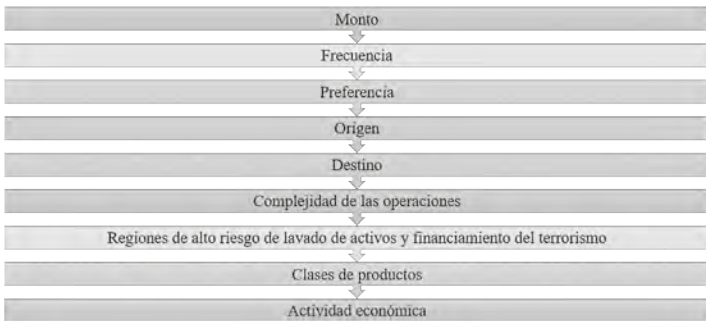 Monto
Frecuencia
Preferencia
Origen
Destino
Complejidad de las operaciones
Regiones de alto riesgo de lavado de activos y financiamiento del terrorismo
Clases de productos
Actividad económica